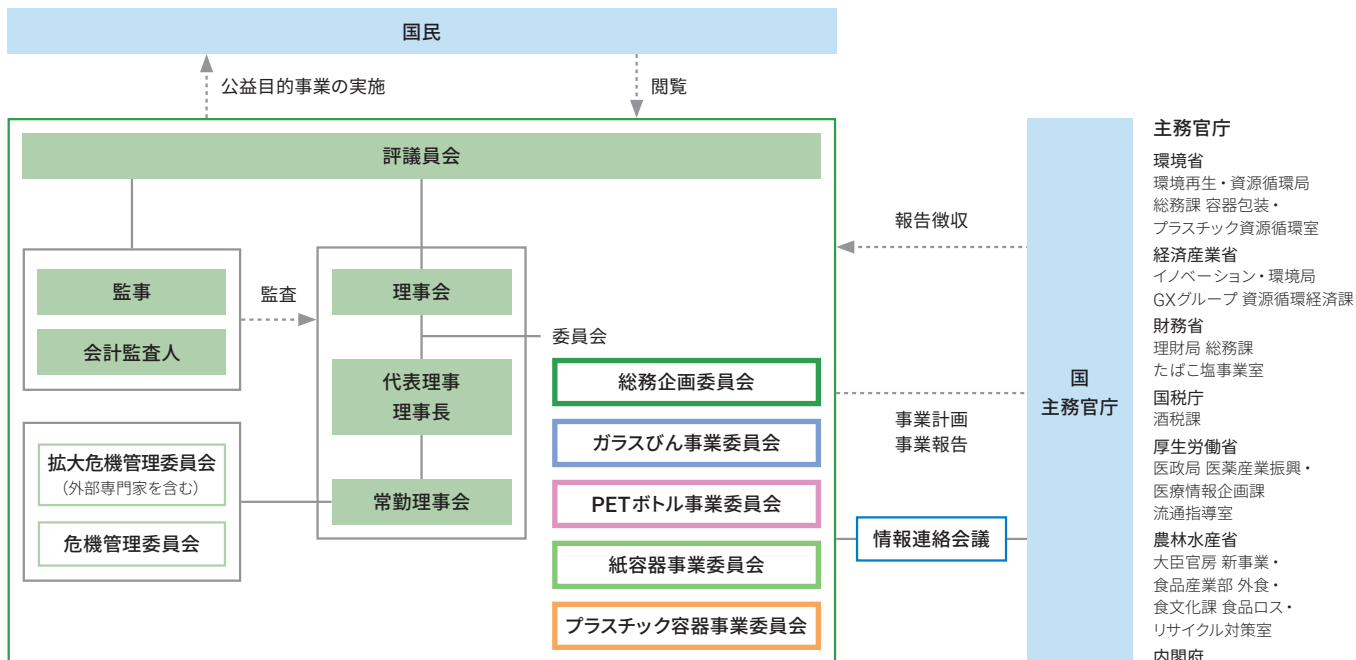 国民
公益目的事業の実施
閲覧
評議員会
監事
会計監査人
監査
理事会
委員会
代表理事
理事長
常勤理事会
拡大危機管理委員会
（外部専門家を含む）
危機管理委員会
総務企画委員会
ガラスびん事業委員会
PETボトル事業委員会
紙容器事業委員会
プラスチック容器事業委員会
報告徴収
事業計画
事業報告
情報連絡会議
国
主務官庁
主務官庁
環境省
環境再生・資源循環局
総務課 容器包装・
プラスチック資源循環室
経済産業省
イノベーション・環境局
GXグループ 資源循環経済課
財務省
理財局 総務課
たばこ塩事業室
国税庁
酒税課
厚生労働省
医政局 医薬産業振興・
医療情報企画課
流通指導室
農林水産省
大臣官房 新事業・
食品産業部 外食・
食文化課 食品ロス・
リサイクル対策室
内閣府